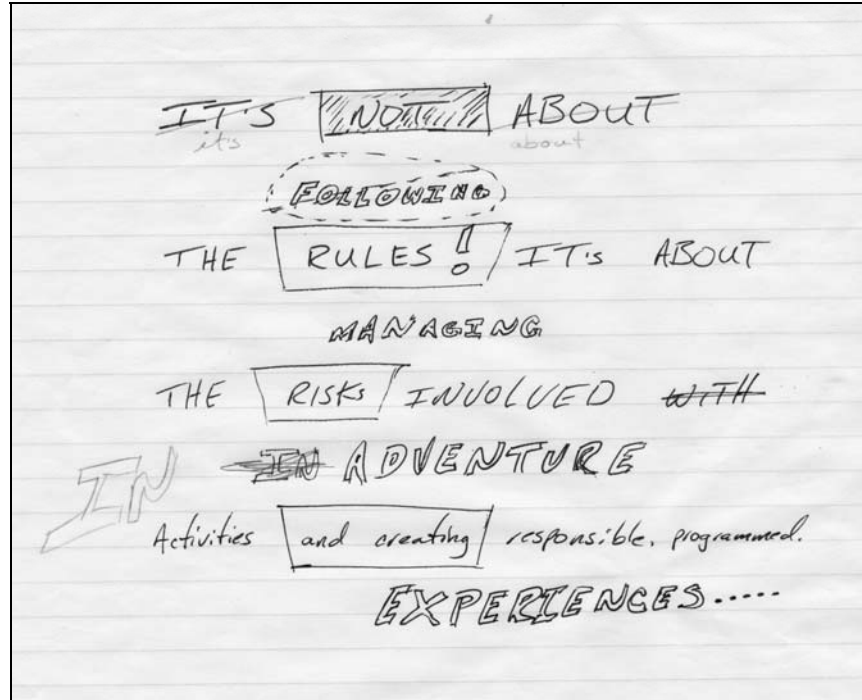 IT'S NOT ABOUT
it's about
FOLLOWING
THE RULES! IT's ABOUT
MANAGING
THE RISKs INVOLVED WITH
IN IN ADVENTURE
Activities and creating responsible, programmed.
EXPERIENCES.....